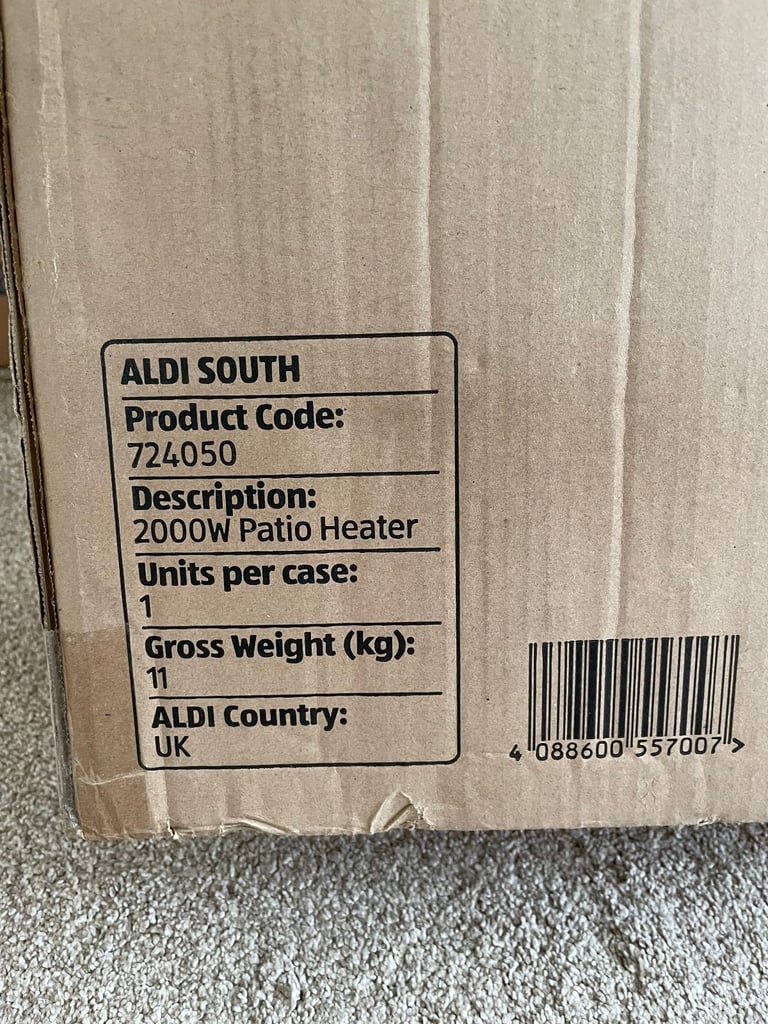 ALDI SOUTH
Product Code:
724050
Description:
2000W Patio Heater
Units per case:
1
Gross Weight (kg):
11
ALDI Country:
UK
4 088600 557007 >